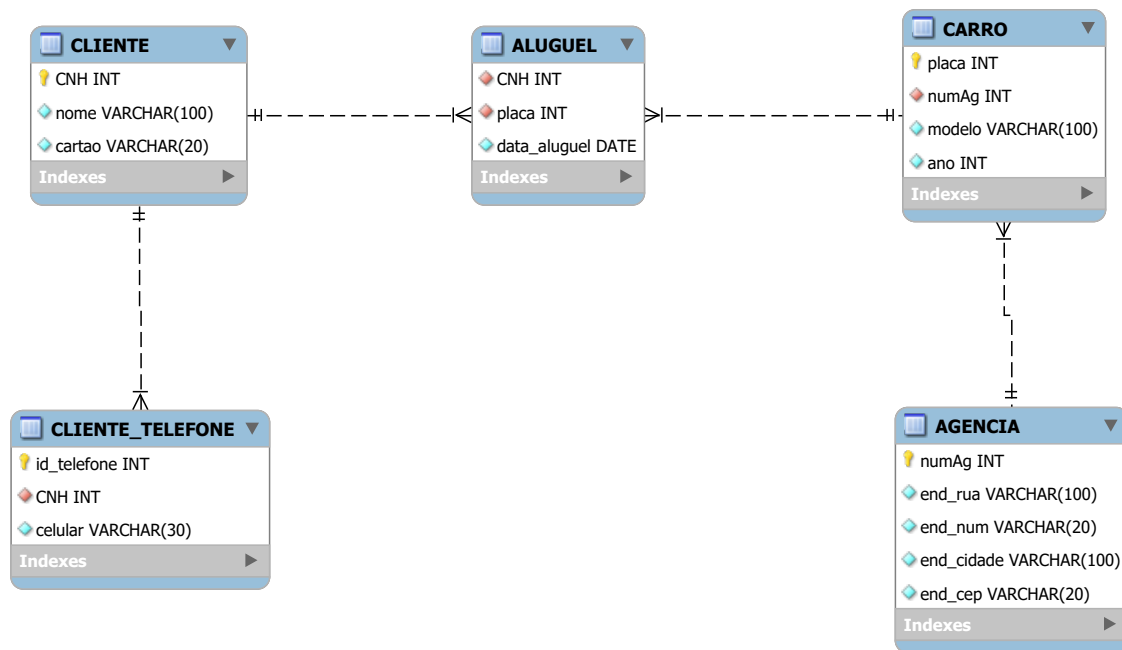 CLIENTE
CNH INT
nome VARCHAR(100)
cartao VARCHAR(20)
Indexes
ALUGUEL
CNH INT
placa INT
data_aluguel DATE
Indexes
CARRO
placa INT
numAg INT
modelo VARCHAR(100)
ano INT
Indexes
CLIENTE_TELEFONE
id_telefone INT
CNH INT
celular VARCHAR(30)
Indexes
AGENCIA
numAg INT
end_rua VARCHAR(100)
end_num VARCHAR(20)
end_cidade VARCHAR(100)
end_cep VARCHAR(20)
Indexes